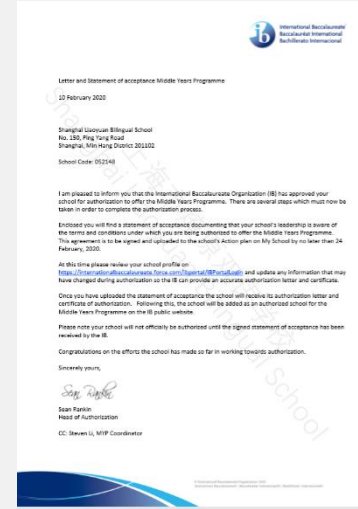 International Baccalaureate
Baccalauréat International
Bachillerato Internacional
Letter and Statement of acceptance Middle Years Programme
10 February 2020
Shanghai Liaoyuan Bilingual School
No. 150, Ping Yang Road
Shanghai, Min Hang District 201102
School Code: 052148
I am pleased to inform you that the International Baccalaureate Organization (IB) has approved your
school for authorization to offer the Middle Years Programme. There are several steps which must now be
taken in order to complete the authorization process.
Enclosed you will find a statement of acceptance documenting that your school's leadership is aware of
the terms and conditions under which you are being authorized to offer the Middle Years Programme.
This agreement is to be signed and uploaded to the school's Action plan on My School by no later than 24
February, 2020.
At this time please review your school profile on
https://internationalbaccalaureate.force.com/ibportal/IBPortalLogin and update any information that may
have changed during authorization so the IB can provide an accurate authorization letter and certificate.
Once you have uploaded the statement of acceptance the school will receive its authorization letter and
certificate of authorization. Following this, the school will be added as an authorized school for the
Middle Years Programme on the IB public website.
Please note your school will not officially be authorized until the signed statement of acceptance has been
received by the IB.
Congratulations on the efforts the school has made so far in working towards authorization.
Sincerely yours,
Sean Rankin
Sean Rankin
Head of Authorization
CC: Steven Li, MYP Coordinator